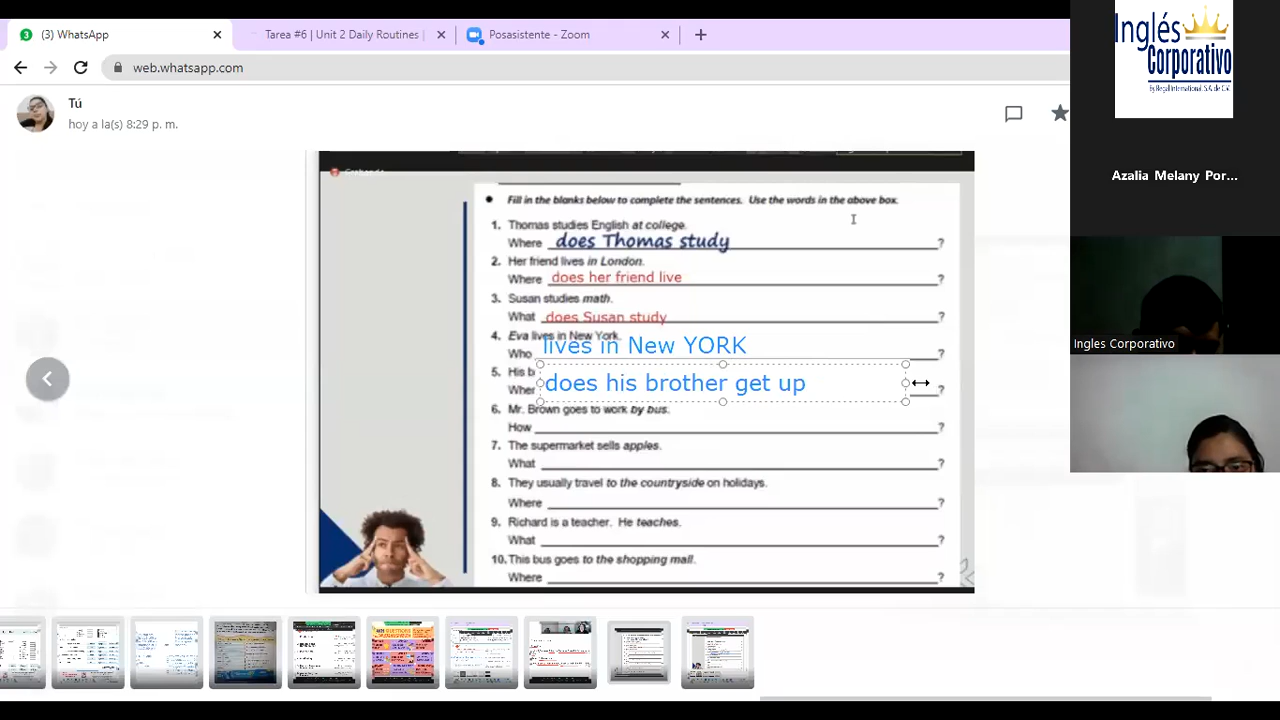 (3) WhatsApp
Tarea #6 | Unit 2 Daily Routines |
Posasistente - Zoom
web.whatsapp.com
Tú
hoy a la(s) 8:29 p. m.
Inglés
Corporativo
Azalia Melany Por...
Ingles Corporativo
Fill in the blanks below to complete the sentences. Use the words in the above box.
1. Thomas studies English at college.
Where does Thomas study ?
2. Her friend lives in London.
Where does her friend live ?
3. Susan studies math.
What does Susan study ?
4. Eva lives in New York.
Who lives in New YORK ?
5. His b
When does his brother get up ?
6. Mr. Brown goes to work by bus.
How ?
7. The supermarket sells apples.
What ?
8. They usually travel to the countryside on holidays.
Where ?
9. Richard is a teacher. He teaches.
What ?
10. This bus goes to the shopping mall.
Where ?